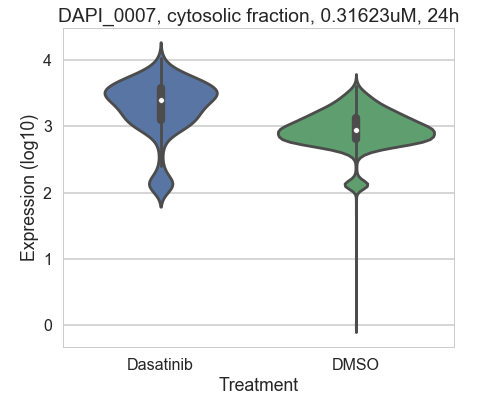 DAPI_0007, cytosolic fraction, 0.31623uM, 24h
Expression (log10)
4
3
2
1
0
Dasatinib
DMSO
Treatment